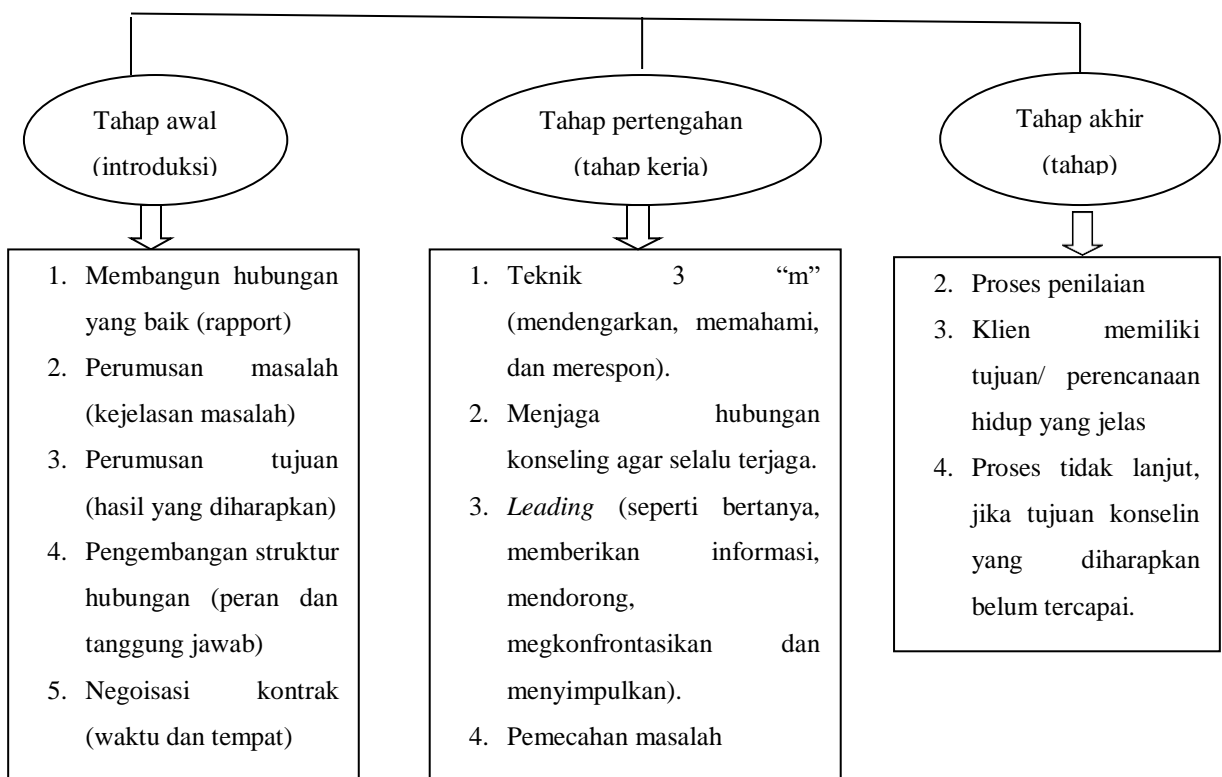 Tahap awal
(introduksi)
Tahap pertengahan
(tahap kerja)
Tahap akhir
(tahap)
1. Membangun hubungan
yang baik (rapport)
2. Perumusan masalah
(kejelasan masalah)
3. Perumusan tujuan
(hasil yang diharapkan)
4. Pengembangan struktur
hubungan (peran dan
tanggung jawab)
5. Negoisasi kontrak
(waktu dan tempat)
1. Teknik 3 “m”
(mendengarkan, memahami,
dan merespon).
2. Menjaga hubungan
konseling agar selalu terjaga.
3. Leading (seperti bertanya,
memberikan informasi,
mendorong,
megkonfrontasikan dan
menyimpulkan).
4. Pemecahan masalah
2. Proses penilaian
3. Klien memiliki
tujuan/ perencanaan
hidup yang jelas
4. Proses tidak lanjut,
jika tujuan konselin
yang diharapkan
belum tercapai.